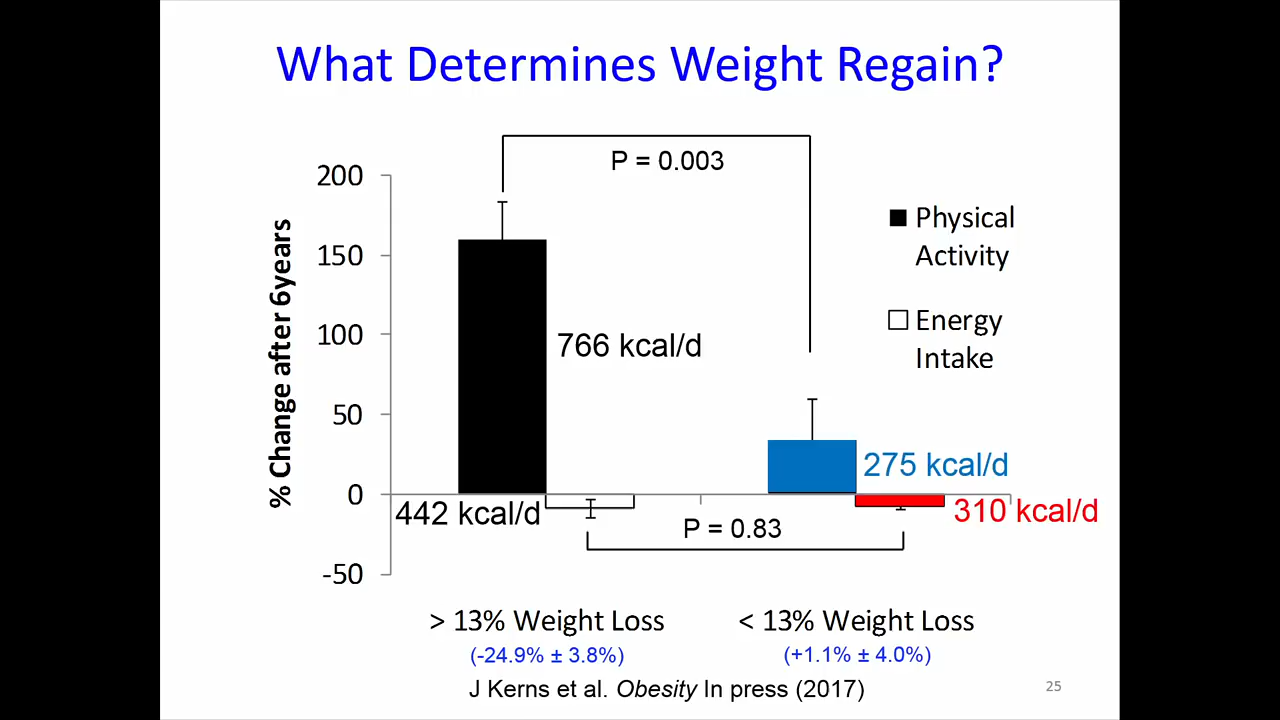 What Determines Weight Regain?
P = 0.003
200
150
100
50
0
-50
% Change after 6years
Physical
Activity
Energy
Intake
766 kcal/d
275 kcal/d
442 kcal/d
310 kcal/d
P = 0.83
> 13% Weight Loss
< 13% Weight Loss
(-24.9% ± 3.8%)
(+1.1% ± 4.0%)
J Kerns et al. Obesity In press (2017)
25